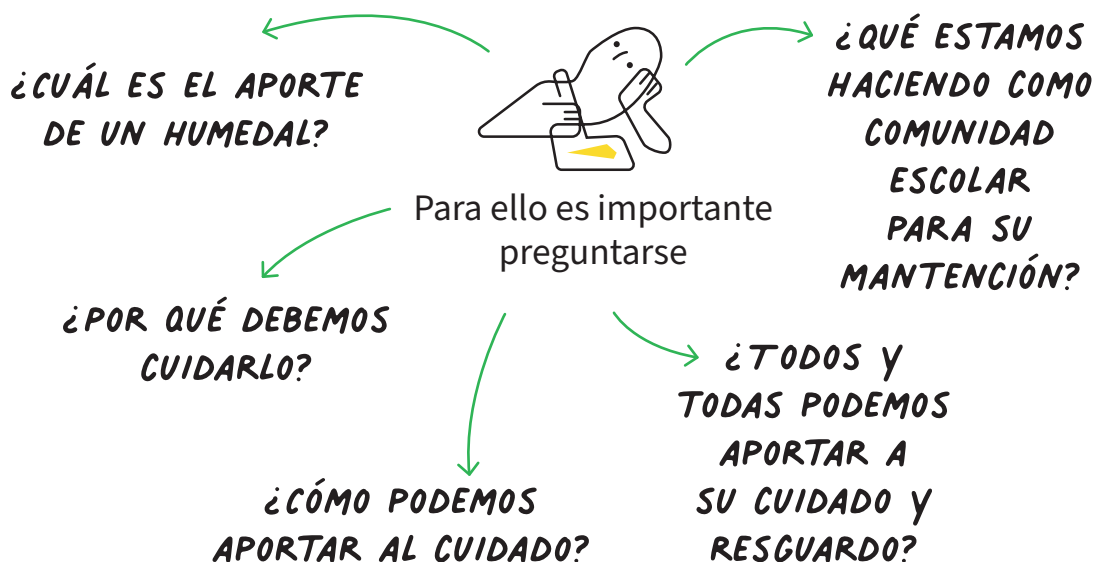 ¿CUÁL ES EL APORTE
DE UN HUMEDAL?
¿QUÉ ESTAMOS
HACIENDO COMO
COMUNIDAD
ESCOLAR
PARA SU
MANTENCIÓN?
Para ello es importante
preguntarse
¿POR QUÉ DEBEMOS
CUIDARLO?
¿TODOS Y
TODAS PODEMOS
APORTAR A
SU CUIDADO Y
RESGUARDO?
¿CÓMO PODEMOS
APORTAR AL CUIDADO?